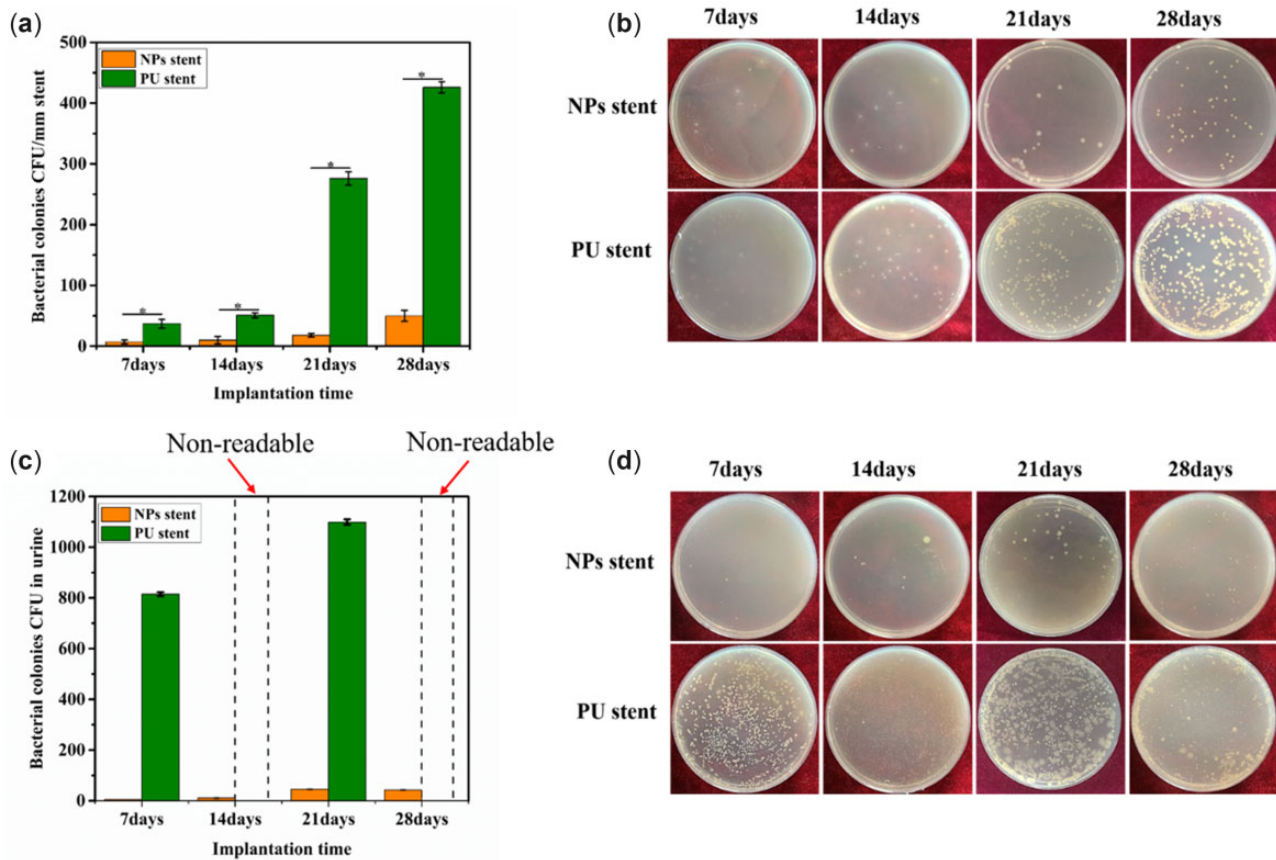 (a)
500
400
300
200
100
50
0
NPs stent
PU stent
*
*
*
*
Bacterial colonies CFU/mm stent
7days 14days 21days 28days
Implantation time
(b)
7days 14days 21days 28days
NPs stent
PU stent
(c)
Non-readable Non-readable
1200
1000
800
600
400
200
0
NPs stent
PU stent
Bacterial colonies CFU in urine
7days 14days 21days 28days
Implantation time
(d)
7days 14days 21days 28days
NPs stent
PU stent